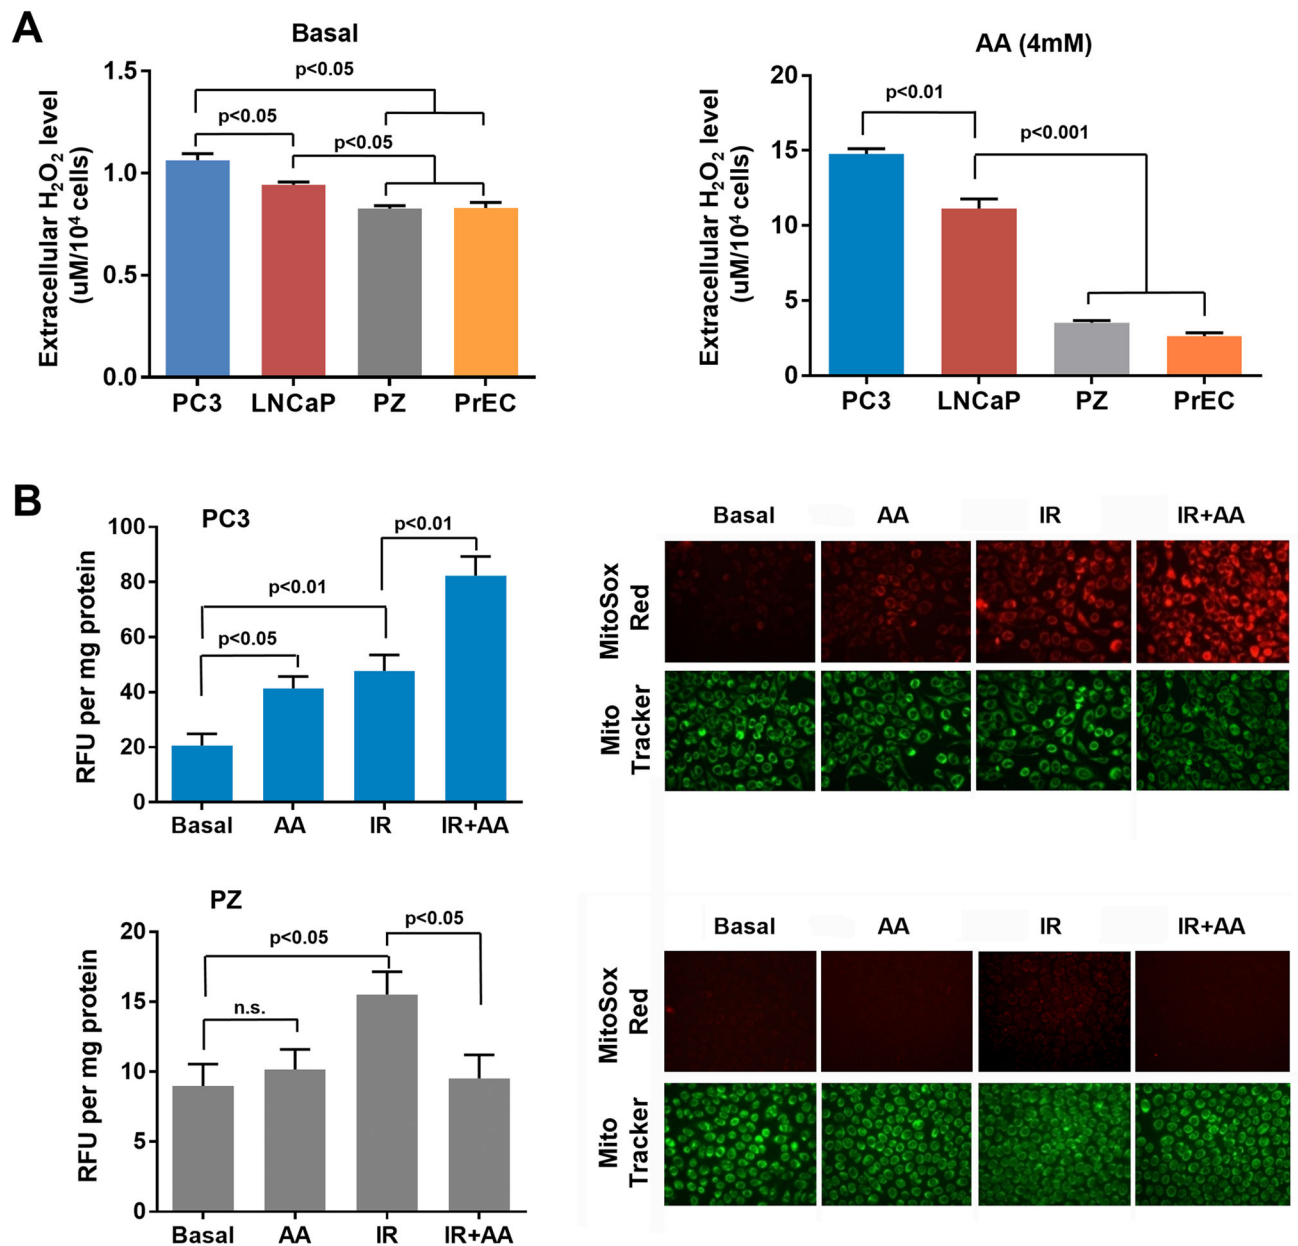 A
Basal
Extracellular H₂O₂ level
(uM/10⁴ cells)
1.5
1.0
0.5
0.0
p<0.05
p<0.05
p<0.05
PC3 LNCaP PZ PrEC
AA (4mM)
Extracellular H₂O₂ level
(uM/10⁴ cells)
20
15
10
5
0
p<0.01
p<0.001
PC3 LNCaP PZ PrEC
B
PC3
RFU per mg protein
100
80
60
40
20
0
p<0.01
p<0.01
p<0.05
Basal AA IR IR+AA
Basal AA IR IR+AA
MitoSox
Red
Mito
Tracker
PZ
RFU per mg protein
20
15
10
5
0
p<0.05
p<0.05
n.s.
Basal AA IR IR+AA
Basal AA IR IR+AA
MitoSox
Red
Mito
Tracker